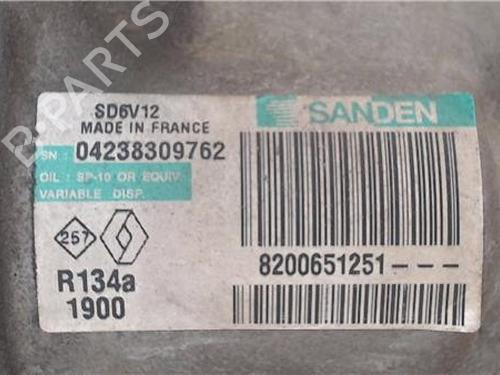 B-PARTS
SD6V12
MADE IN FRANCE
SANDEN
SN : 04238309762
OIL : SP-10 OR EQUIV.
VARIABLE DISP.
257
R134a
1900
8200651251---